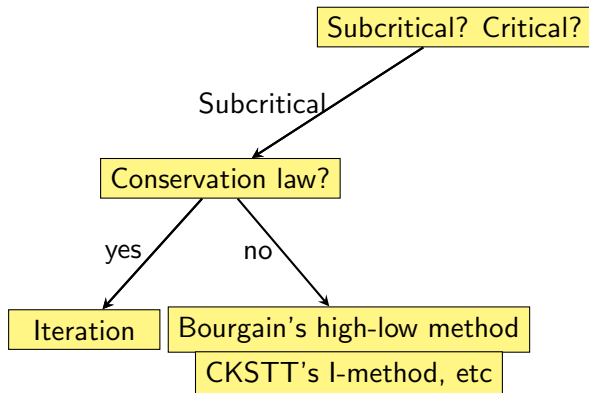 Subcritical? Critical?
Subcritical
Conservation law?
yes
no
Iteration
Bourgain's high-low method
CKSTT's I-method, etc